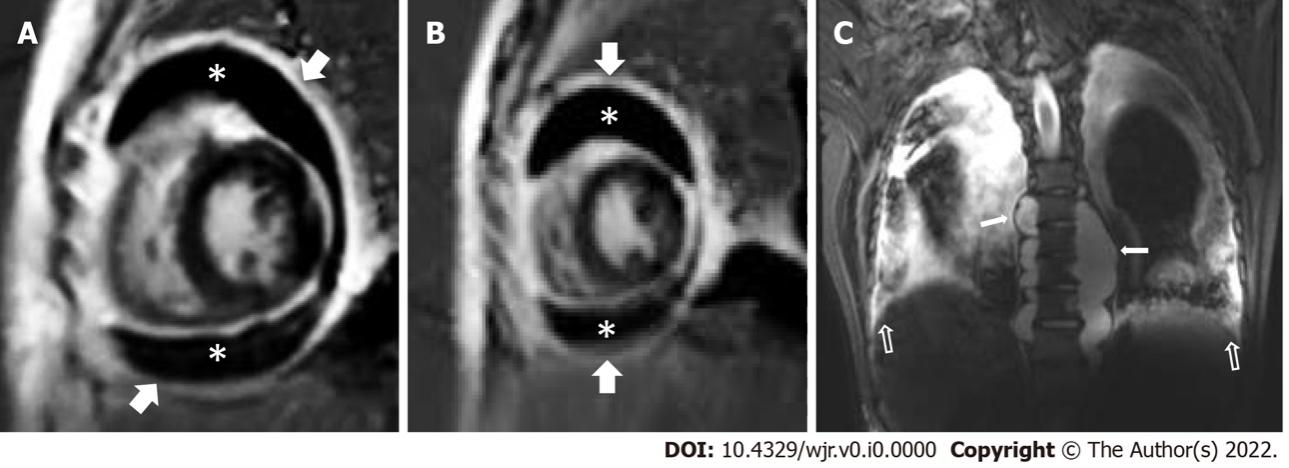 A
B
C
*
*
*
*
DOI: 10.4329/wjr.v0.i0.0000 Copyright © The Author(s) 2022.